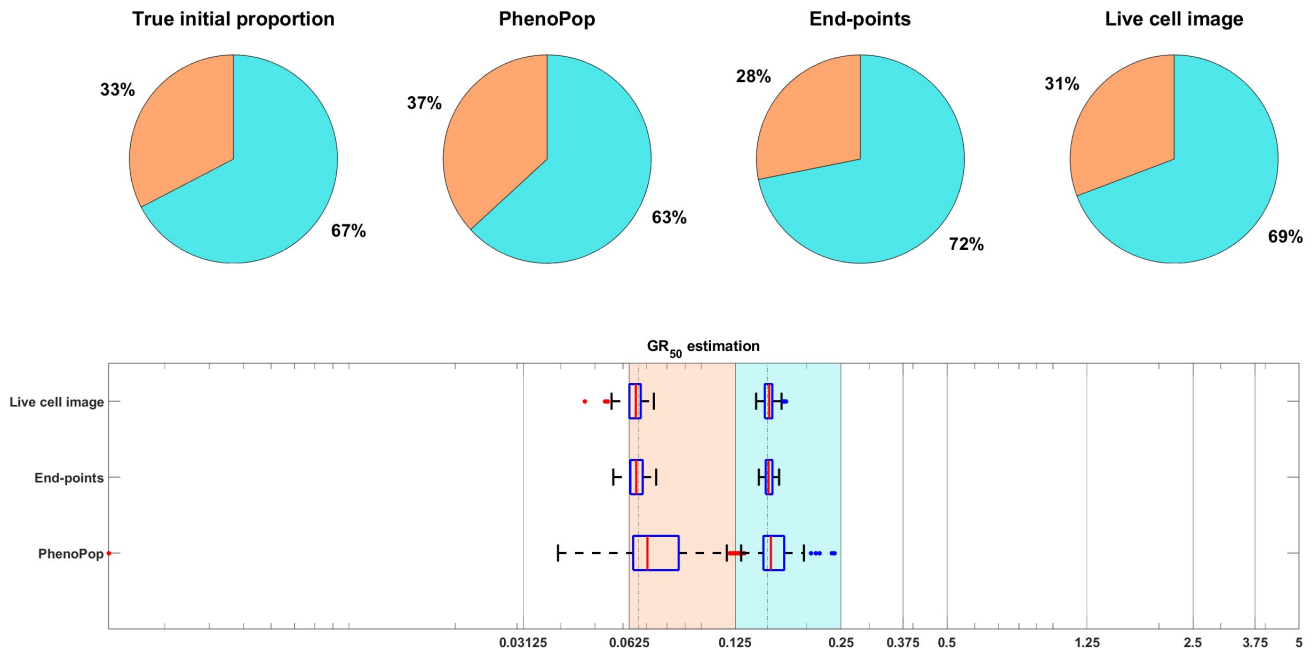 True initial proportion
PhenoPop
End-points
Live cell image
33%
67%
37%
63%
28%
72%
31%
69%
GR50 estimation
Live cell image
End-points
PhenoPop
0.03125
0.0625
0.125
0.25
0.375
0.5
1.25
2.5
3.75
5